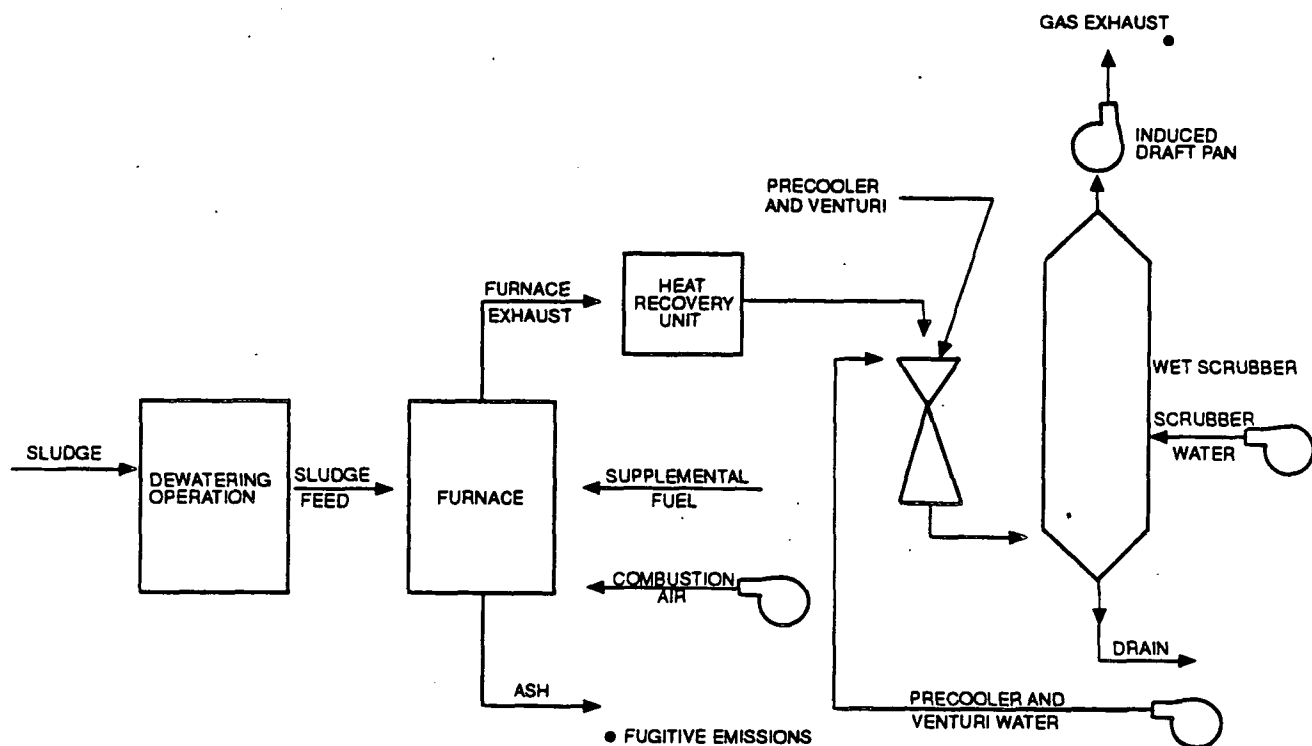 GAS EXHAUST
INDUCED
DRAFT PAN
PRECOOLER
AND VENTURI
FURNACE
EXHAUST
HEAT
RECOVERY
UNIT
WET SCRUBBER
SCRUBBER
WATER
SLUDGE
DEWATERING
OPERATION
SLUDGE
FEED
FURNACE
SUPPLEMENTAL
FUEL
COMBUSTION
AIR
DRAIN
ASH
PRECOOLER AND
VENTURI WATER
● FUGITIVE EMISSIONS